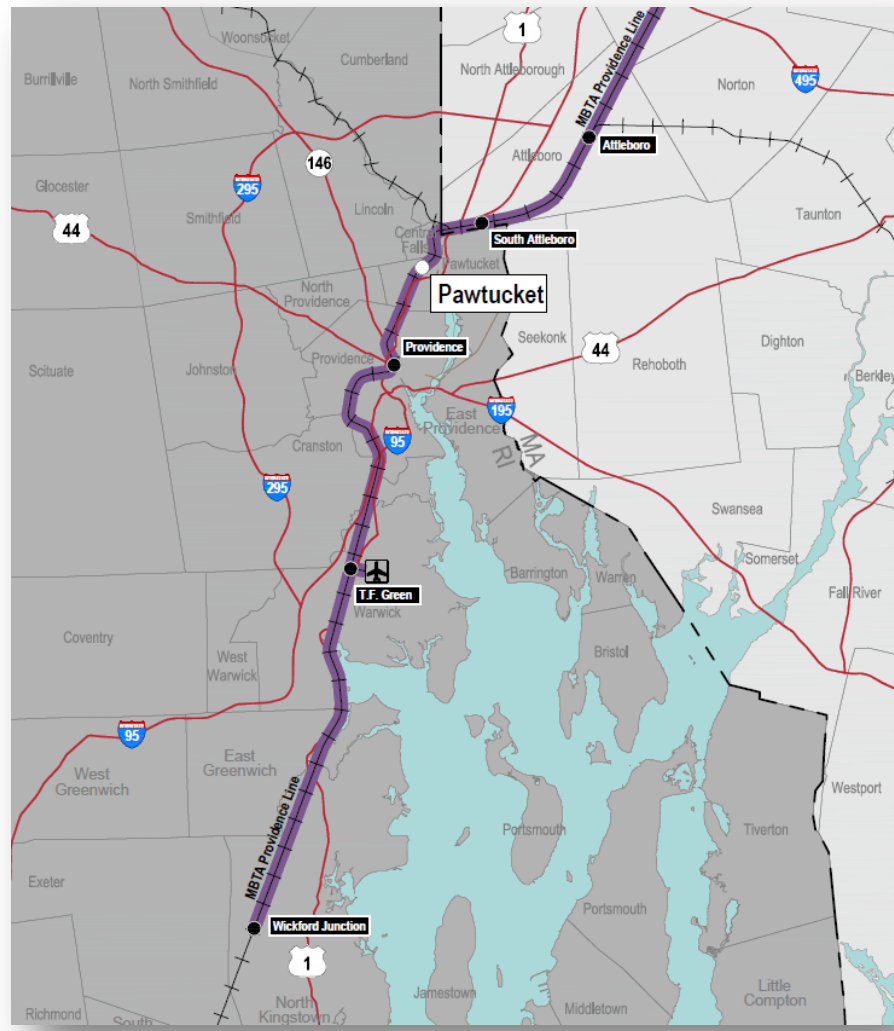 Woonsocket
Cumberland
1
North Attleborough
MBTA Providence Line
495
Norton
Burrillville
North Smithfield
Attleboro
Attleboro
146
295
Glocester
Smithfield
Lincoln
Central
Falls
44
Taunton
South Attleboro
Pawtucket
Pawtucket
North
Providence
Seekonk
44
Rehoboth
Dighton
Berkley
Scituate
Johnston
Providence
Providence
195
East
Providence
95
MA
RI
Cranston
295
Swansea
Somerset
Barrington
Warren
Fall River
T.F. Green
Warwick
Coventry
West
Warwick
Bristol
95
West
Greenwich
East
Greenwich
MBTA Providence Line
Westport
Portsmouth
Tiverton
Exeter
Wickford Junction
Portsmouth
1
North
Kingstown
Jamestown
Middletown
Little
Compton
Richmond
South